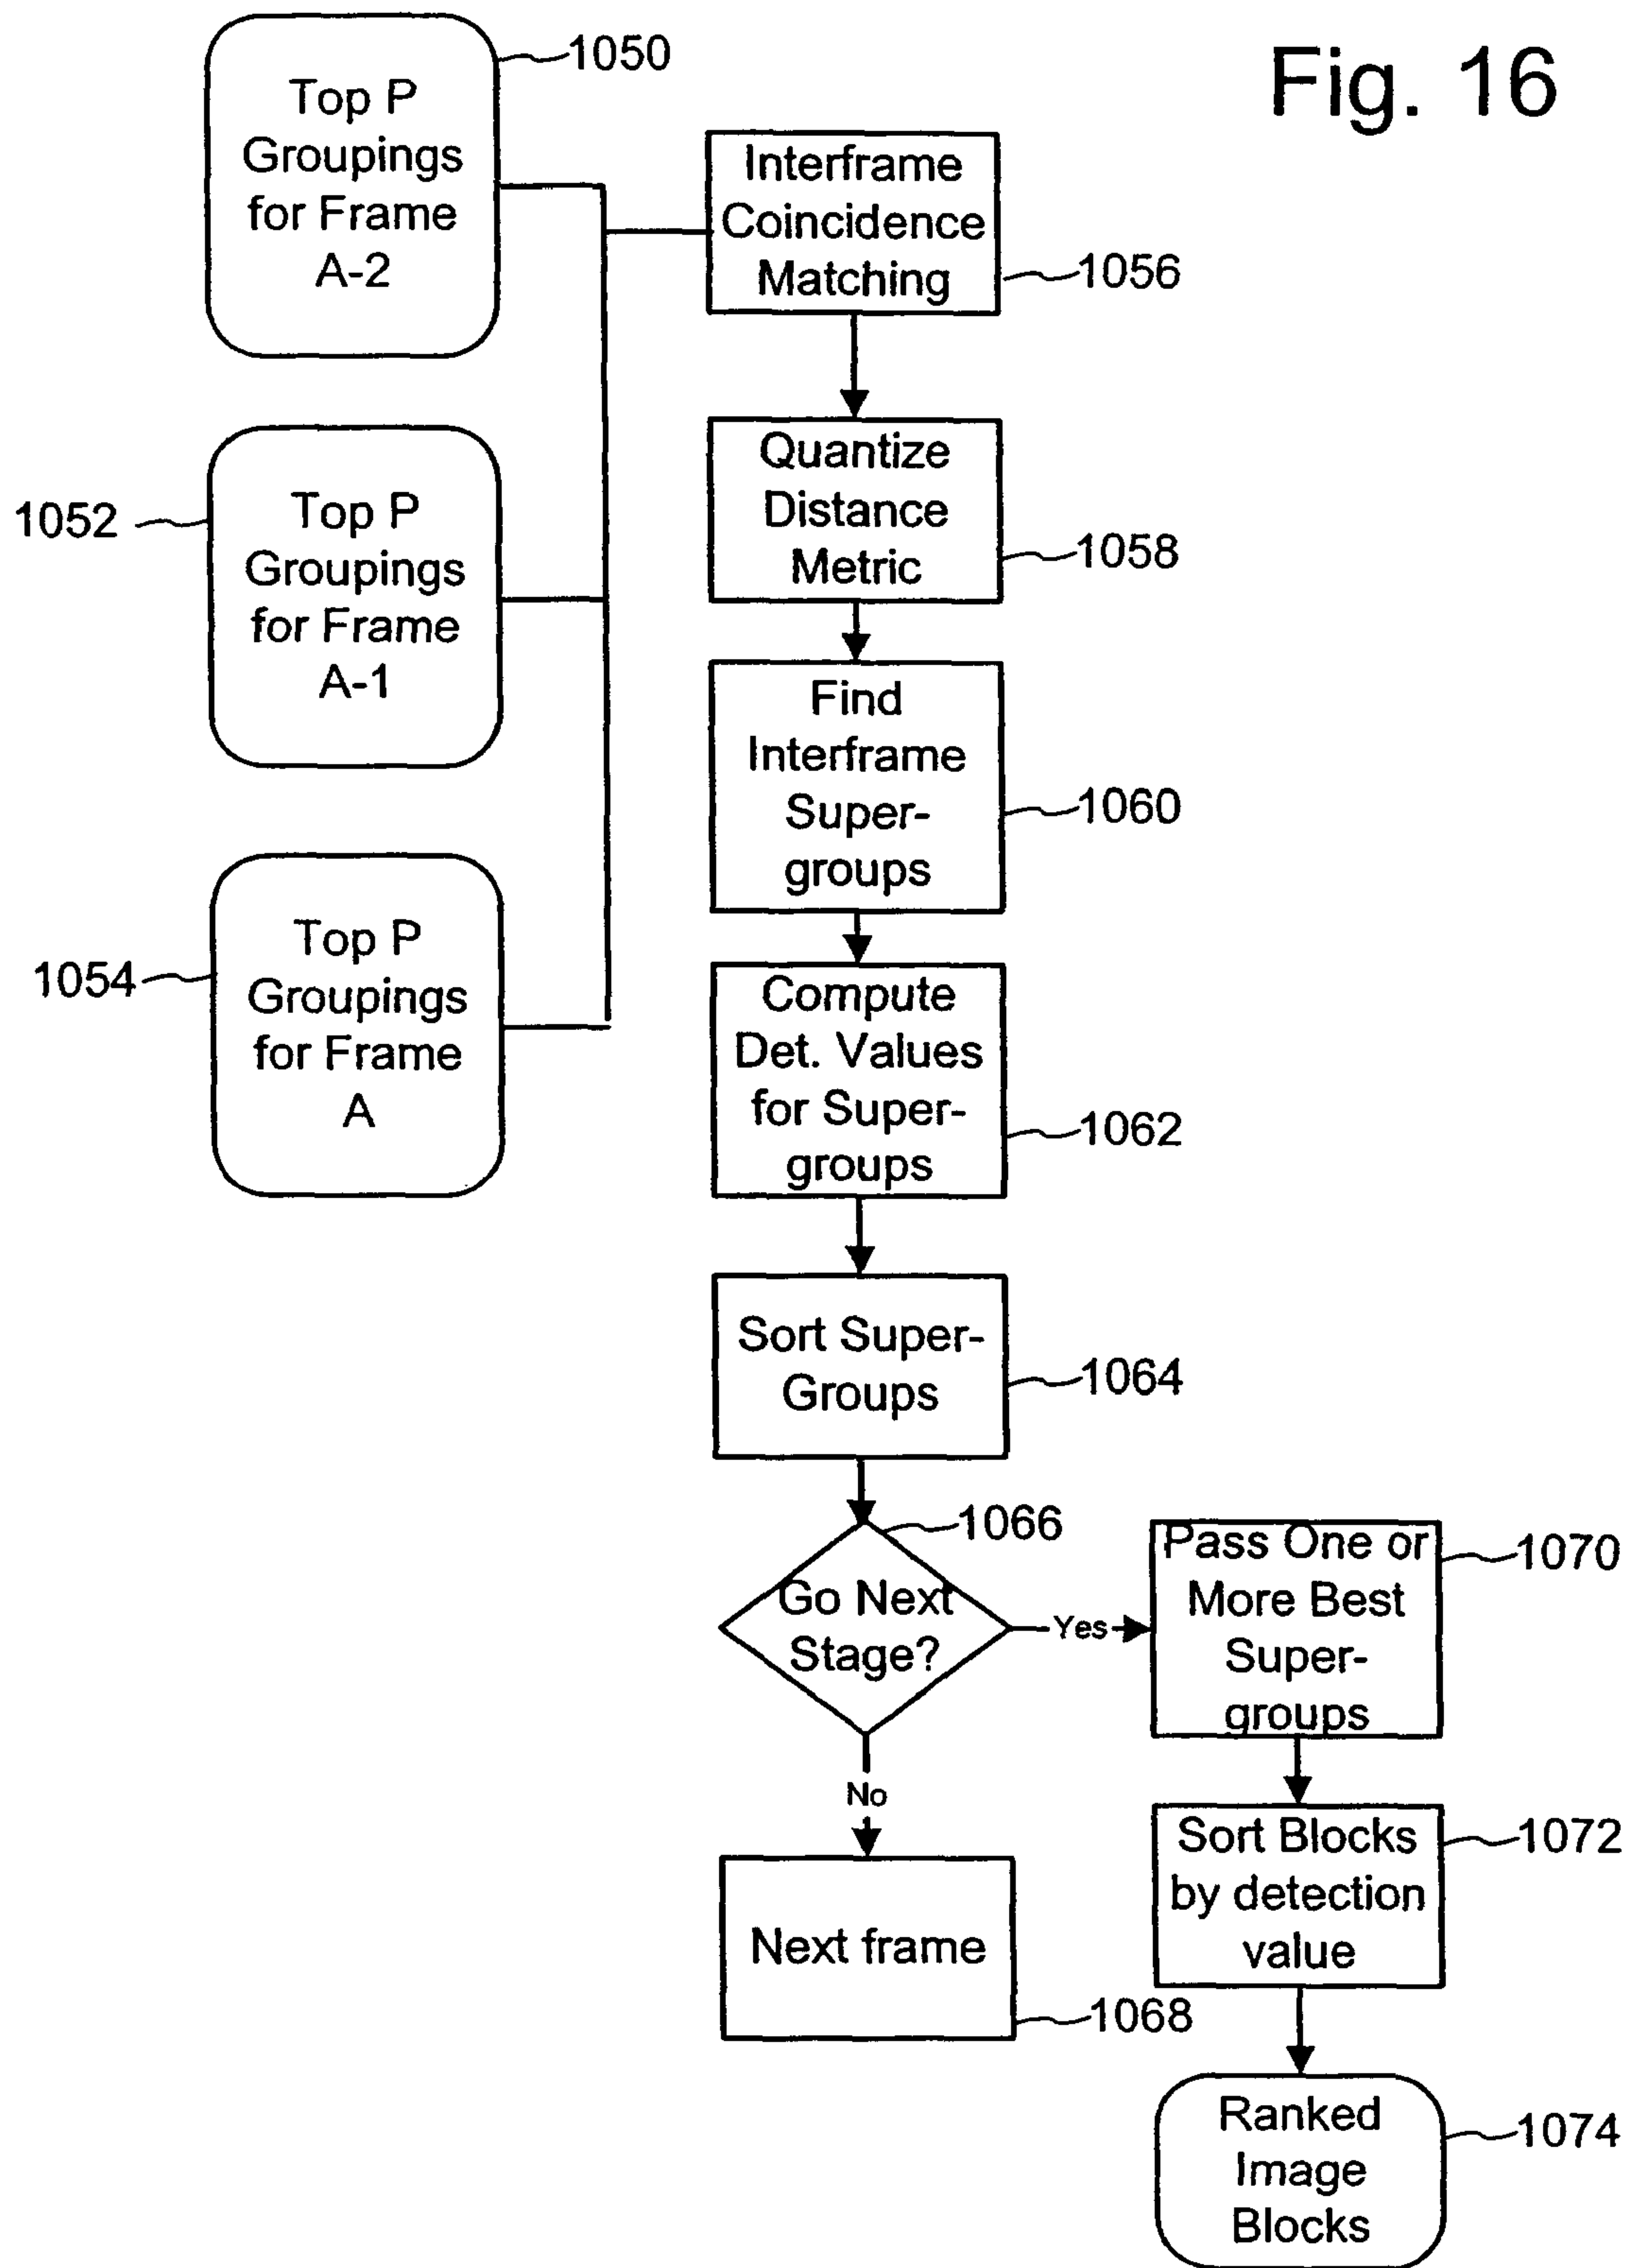 Fig. 16
1050
Top P
Groupings
for Frame
A-2
1052
Top P
Groupings
for Frame
A-1
1054
Top P
Groupings
for Frame
A
Interframe
Coincidence
Matching
1056
Quantize
Distance
Metric
1058
Find
Interframe
Super-
groups
1060
Compute
Det. Values
for Super-
groups
1062
Sort Super-
Groups
1064
1066
Go Next
Stage?
Yes
No
Next frame
1068
Pass One or
More Best
Super-
groups
1070
Sort Blocks
by detection
value
1072
Ranked
Image
Blocks
1074